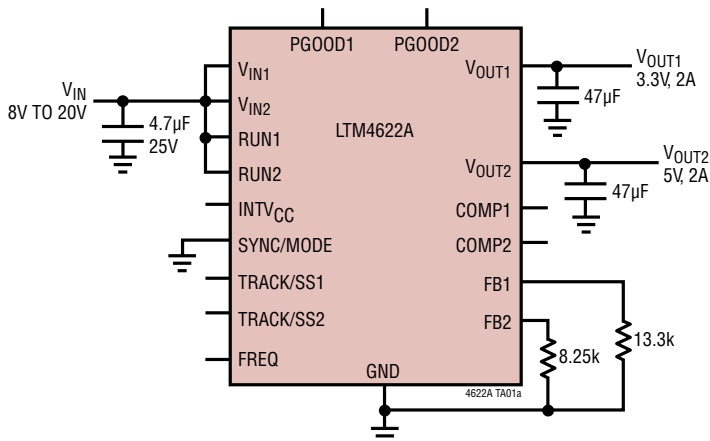 PGOOD1 PGOOD2
VIN
8V TO 20V
4.7µF
25V
VIN1
VIN2
RUN1
RUN2
INTVCC
SYNC/MODE
TRACK/SS1
TRACK/SS2
FREQ
LTM4622A
GND
VOUT1
VOUT2
COMP1
COMP2
FB1
FB2
47µF
VOUT1
3.3V, 2A
47µF
VOUT2
5V, 2A
8.25k
13.3k
4622A TA01a